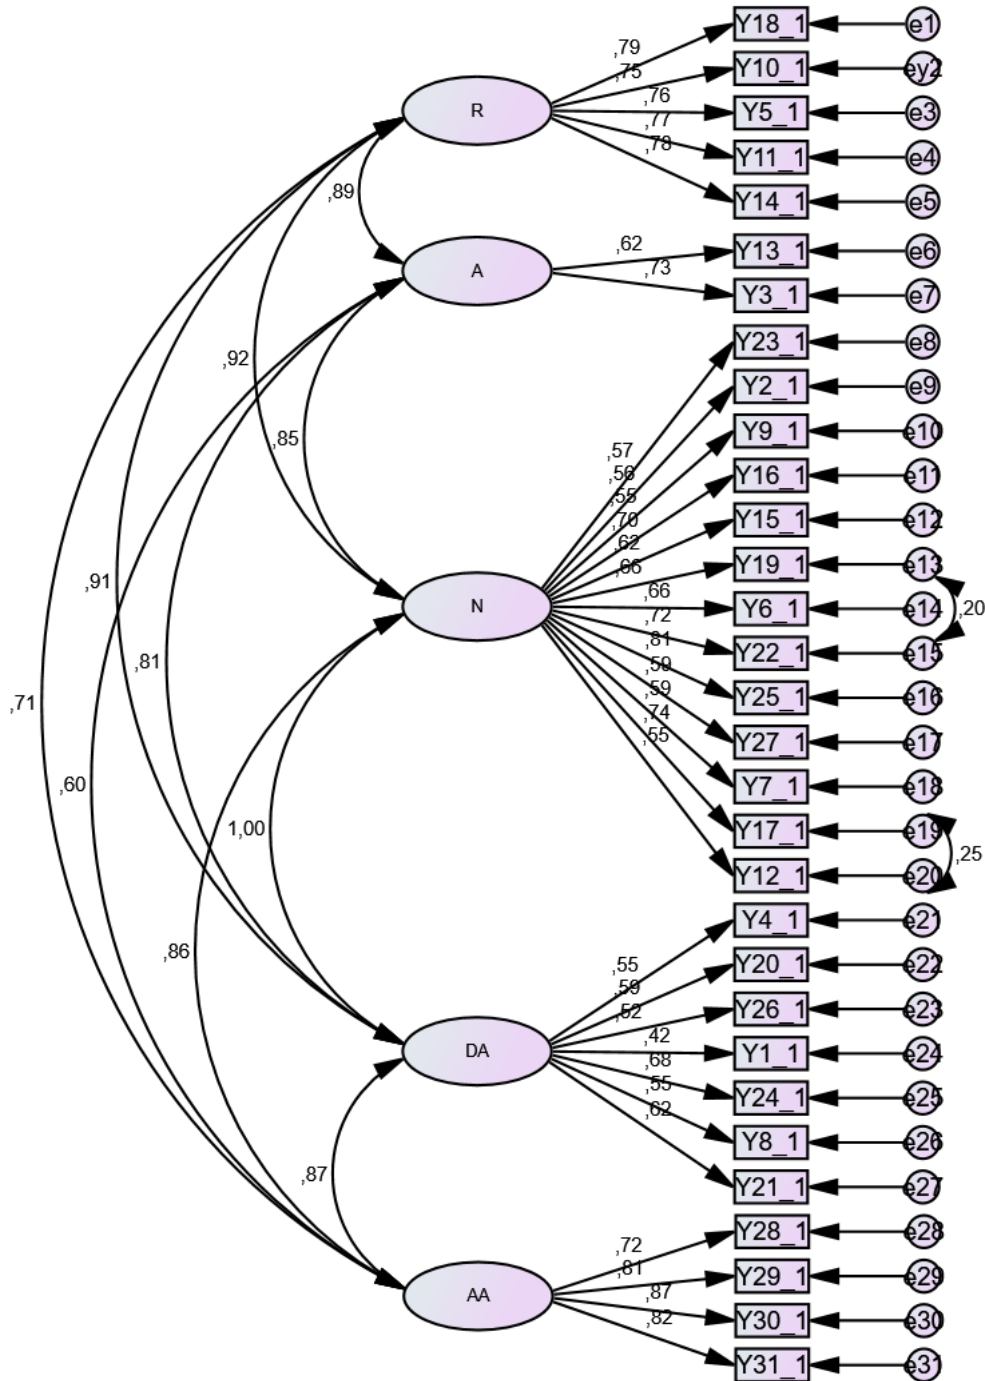 Y18_1 e1
,79
Y10_1 ey2
,75
,76
R Y5_1 e3
,77
,78
Y11_1 e4
,89
Y14_1 e5
,62
Y13_1 e6
A ,73
Y3_1 e7
Y23_1 e8
,92
Y2_1 e9
,85
Y9_1 e10
,57
,56
Y16_1 e11
,55
,70
Y15_1 e12
,62
,66
Y19_1 e13
,91
,66
N Y6_1 e14 ,20
,72
,81
Y22_1 e15
,81
,59
,59
Y25_1 e16
,71
,74
,55
Y27_1 e17
,60
Y7_1 e18
1,00
Y17_1 e19
,25
Y12_1 e20
Y4_1 e21
,86
,55
Y20_1 e22
,59
,52
Y26_1 e23
,42
DA Y1_1 e24
,68
,55
Y24_1 e25
,62
Y8_1 e26
,87
Y21_1 e27
Y28_1 e28
,72
,81
Y29_1 e29
,87
AA
,82
Y30_1 e30
Y31_1 e31